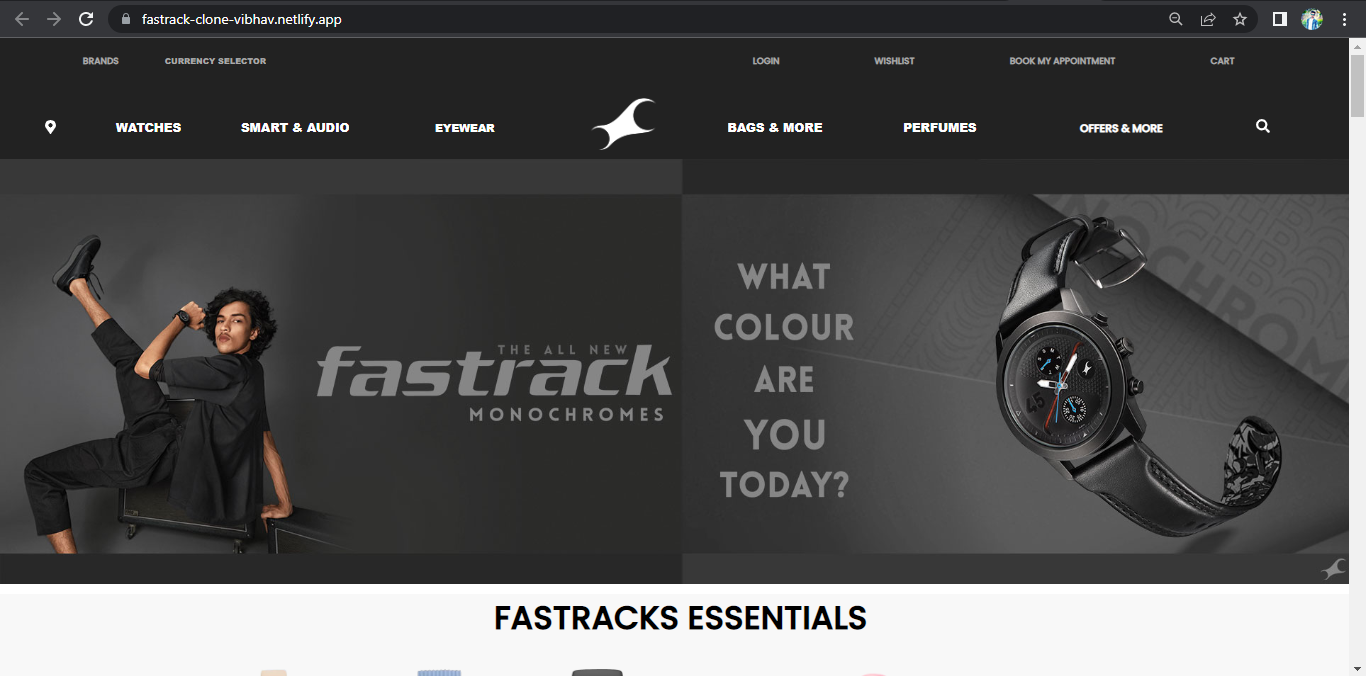 fastrack-clone-vibhav.netlify.app
BRANDS CURRENCY SELECTOR LOGIN WISHLIST BOOK MY APPOINTMENT CART
WATCHES SMART & AUDIO EYEWEAR BAGS & MORE PERFUMES OFFERS & MORE
THE ALL NEW
fastrack
MONOCHROMES
WHAT
COLOUR
ARE
YOU
TODAY?
45
FASTRACKS ESSENTIALS